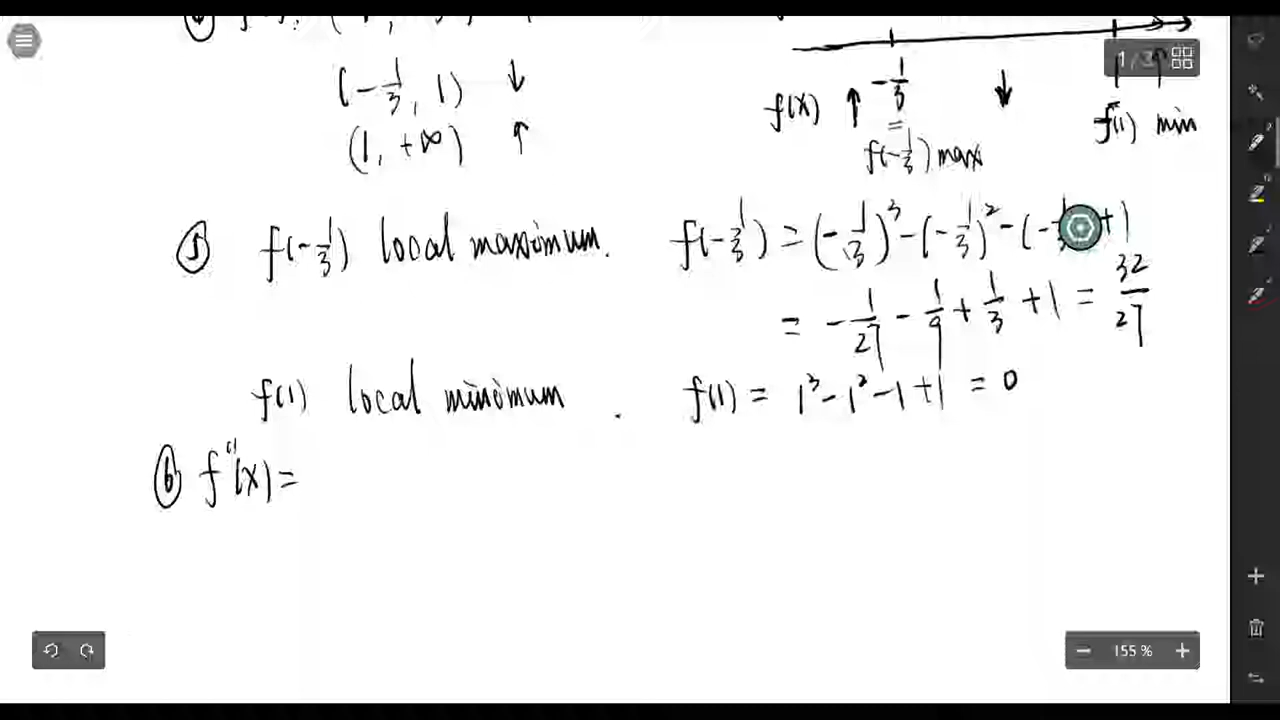 (-1/3, 1) ↓
(1, +∞) ↑
-1/3
f(x) ↑ ↓ ↑
f(-1/3) max
f(1) min
1 / 3
⑤ f(-1/3) local maximum. f(-1/3) = (-1/3)³ - (-1/3)² - (-1/3) + 1
= -1/27 - 1/9 + 1/3 + 1 = 32/27
f(1) local minimum. f(1) = 1³ - 1² - 1 + 1 = 0
⑥ f''(x) =
155 %